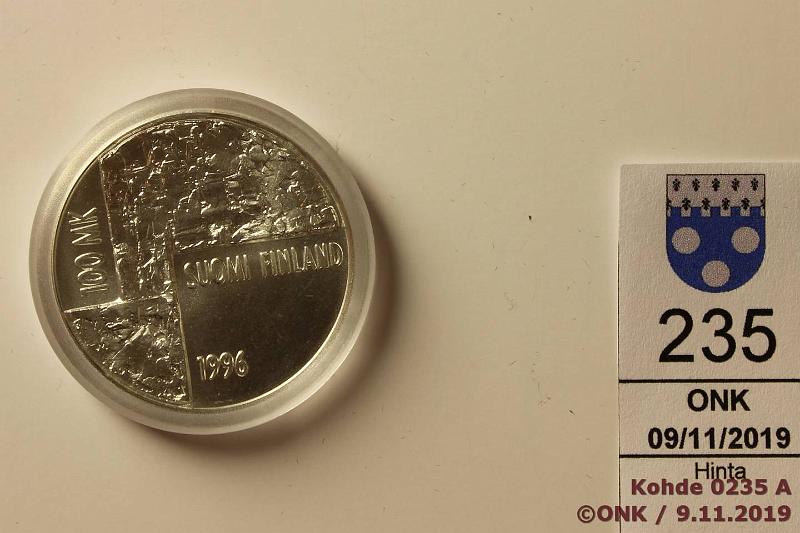 100 MK
SUOMI FINLAND
1996
235
ONK
09/11/2019
Hinta
Kohde 0235 A
©ONK / 9.11.2019